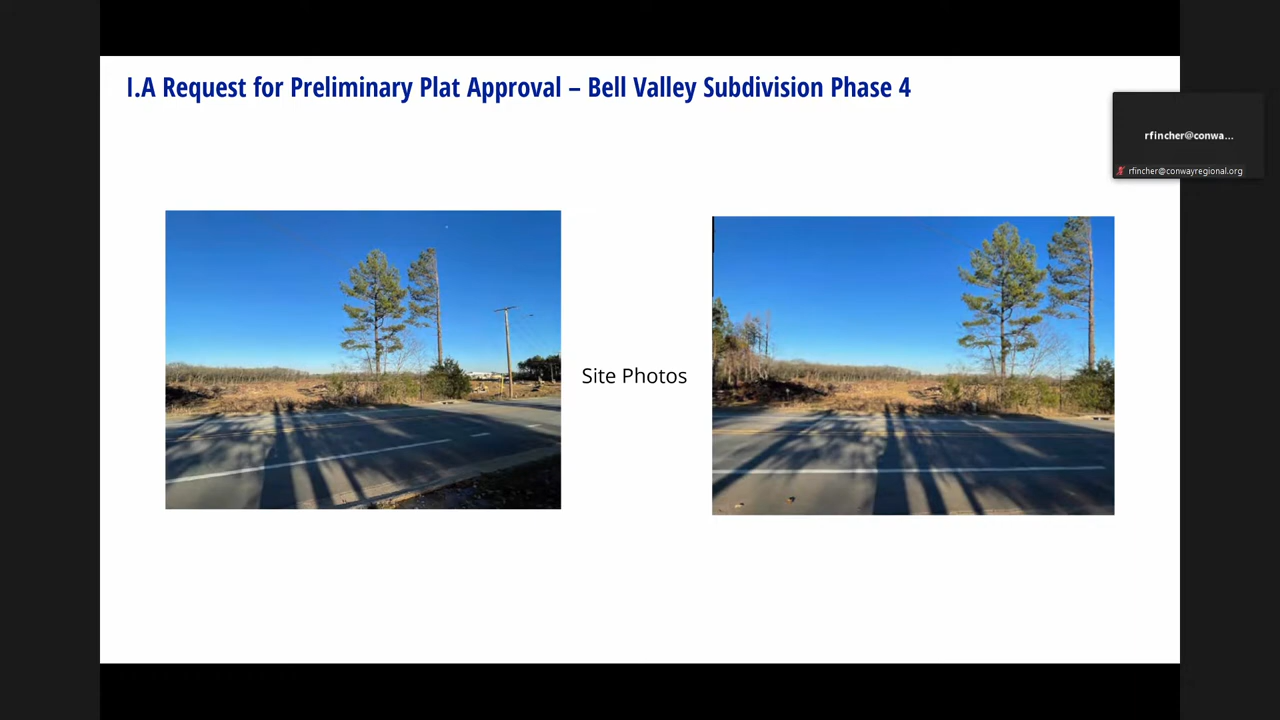 I.A Request for Preliminary Plat Approval – Bell Valley Subdivision Phase 4
rfincher@conwa...
rfincher@conwayregional.org
Site Photos